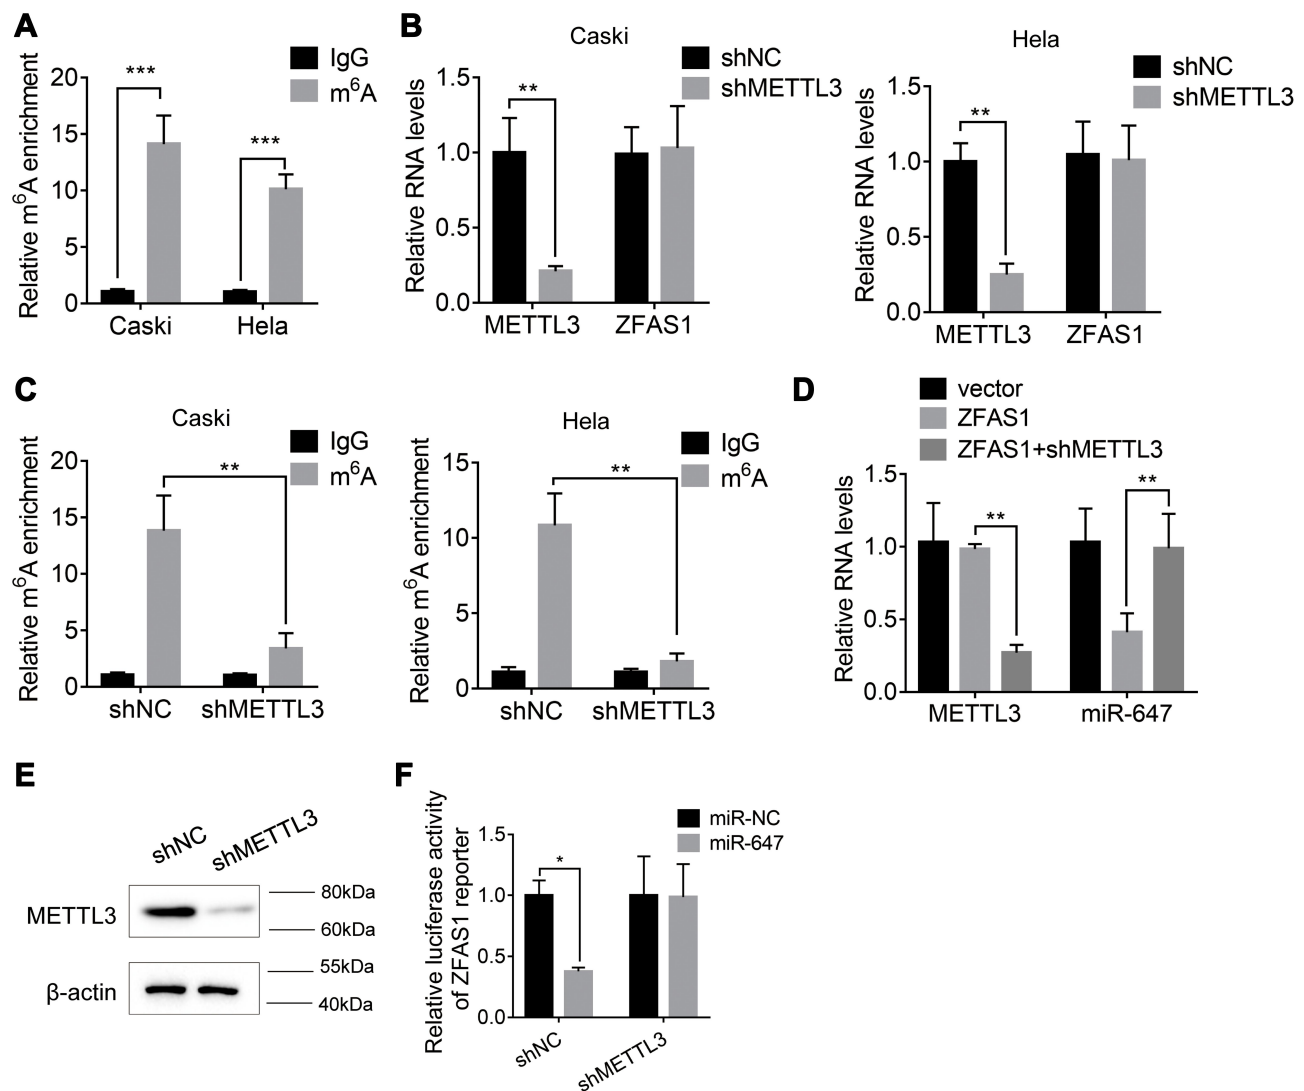 A
IgG
m6A
***
***
Relative m6A enrichment
20
15
10
5
0
Caski
Hela
B
Caski
shNC
shMETTL3
**
Relative RNA levels
1.5
1.0
0.5
0.0
METTL3
ZFAS1
Hela
shNC
shMETTL3
**
Relative RNA levels
1.5
1.0
0.5
0.0
METTL3
ZFAS1
C
Caski
IgG
m6A
**
Relative m6A enrichment
20
15
10
5
0
shNC
shMETTL3
Hela
IgG
m6A
**
Relative m6A enrichment
15
10
5
0
shNC
shMETTL3
D
vector
ZFAS1
ZFAS1+shMETTL3
**
**
Relative RNA levels
1.5
1.0
0.5
0.0
METTL3
miR-647
E
shNC
shMETTL3
METTL3
80kDa
60kDa
β-actin
55kDa
40kDa
F
miR-NC
miR-647
*
Relative luciferase activity
of ZFAS1 reporter
1.5
1.0
0.5
0.0
shNC
shMETTL3